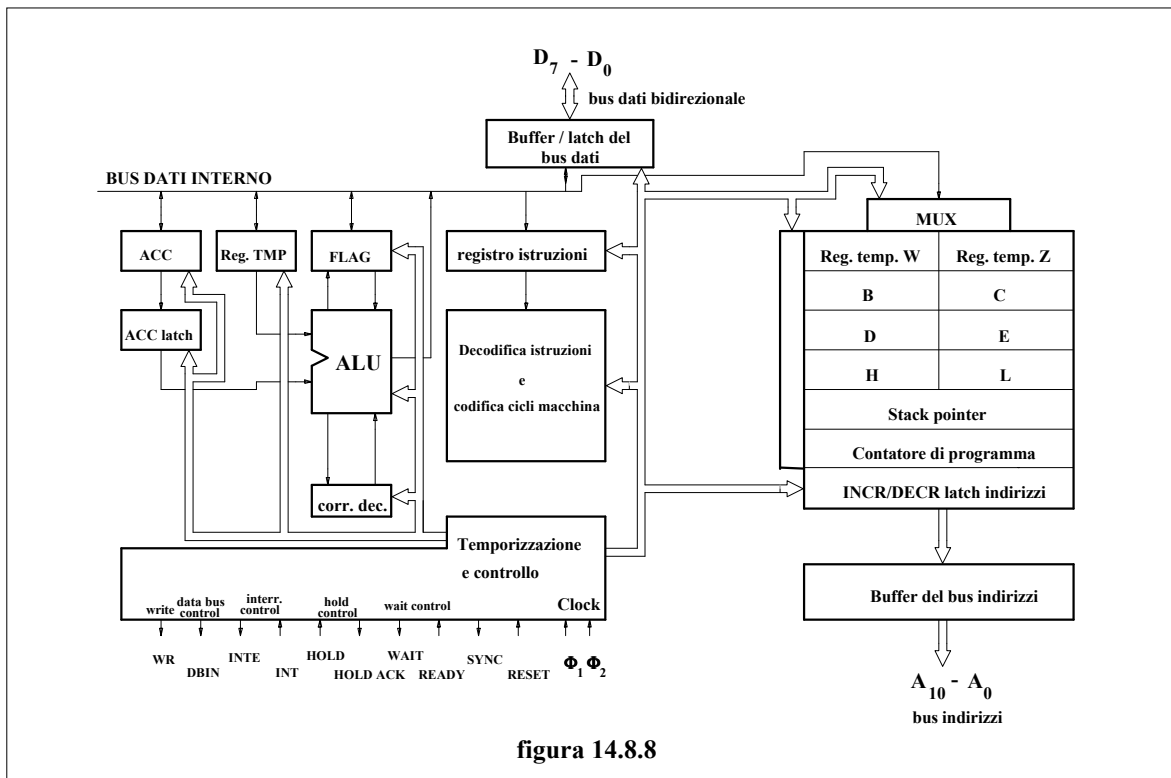 D7 - D0
bus dati bidirezionale
Buffer / latch del
bus dati
BUS DATI INTERNO
MUX
ACC
Reg. TMP
FLAG
registro istruzioni
Reg. temp. W
Reg. temp. Z
B
C
ACC latch
ALU
Decodifica istruzioni
e
codifica cicli macchina
D
E
H
L
Stack pointer
Contatore di programma
INCR/DECR latch indirizzi
corr. dec.
Temporizzazione
e controllo
Clock
write
data bus
control
interr.
control
hold
control
wait control
WR
DBIN
INTE
INT
HOLD
HOLD ACK
WAIT
READY
SYNC
RESET
Φ1
Φ2
Buffer del bus indirizzi
A10 - A0
bus indirizzi
figura 14.8.8